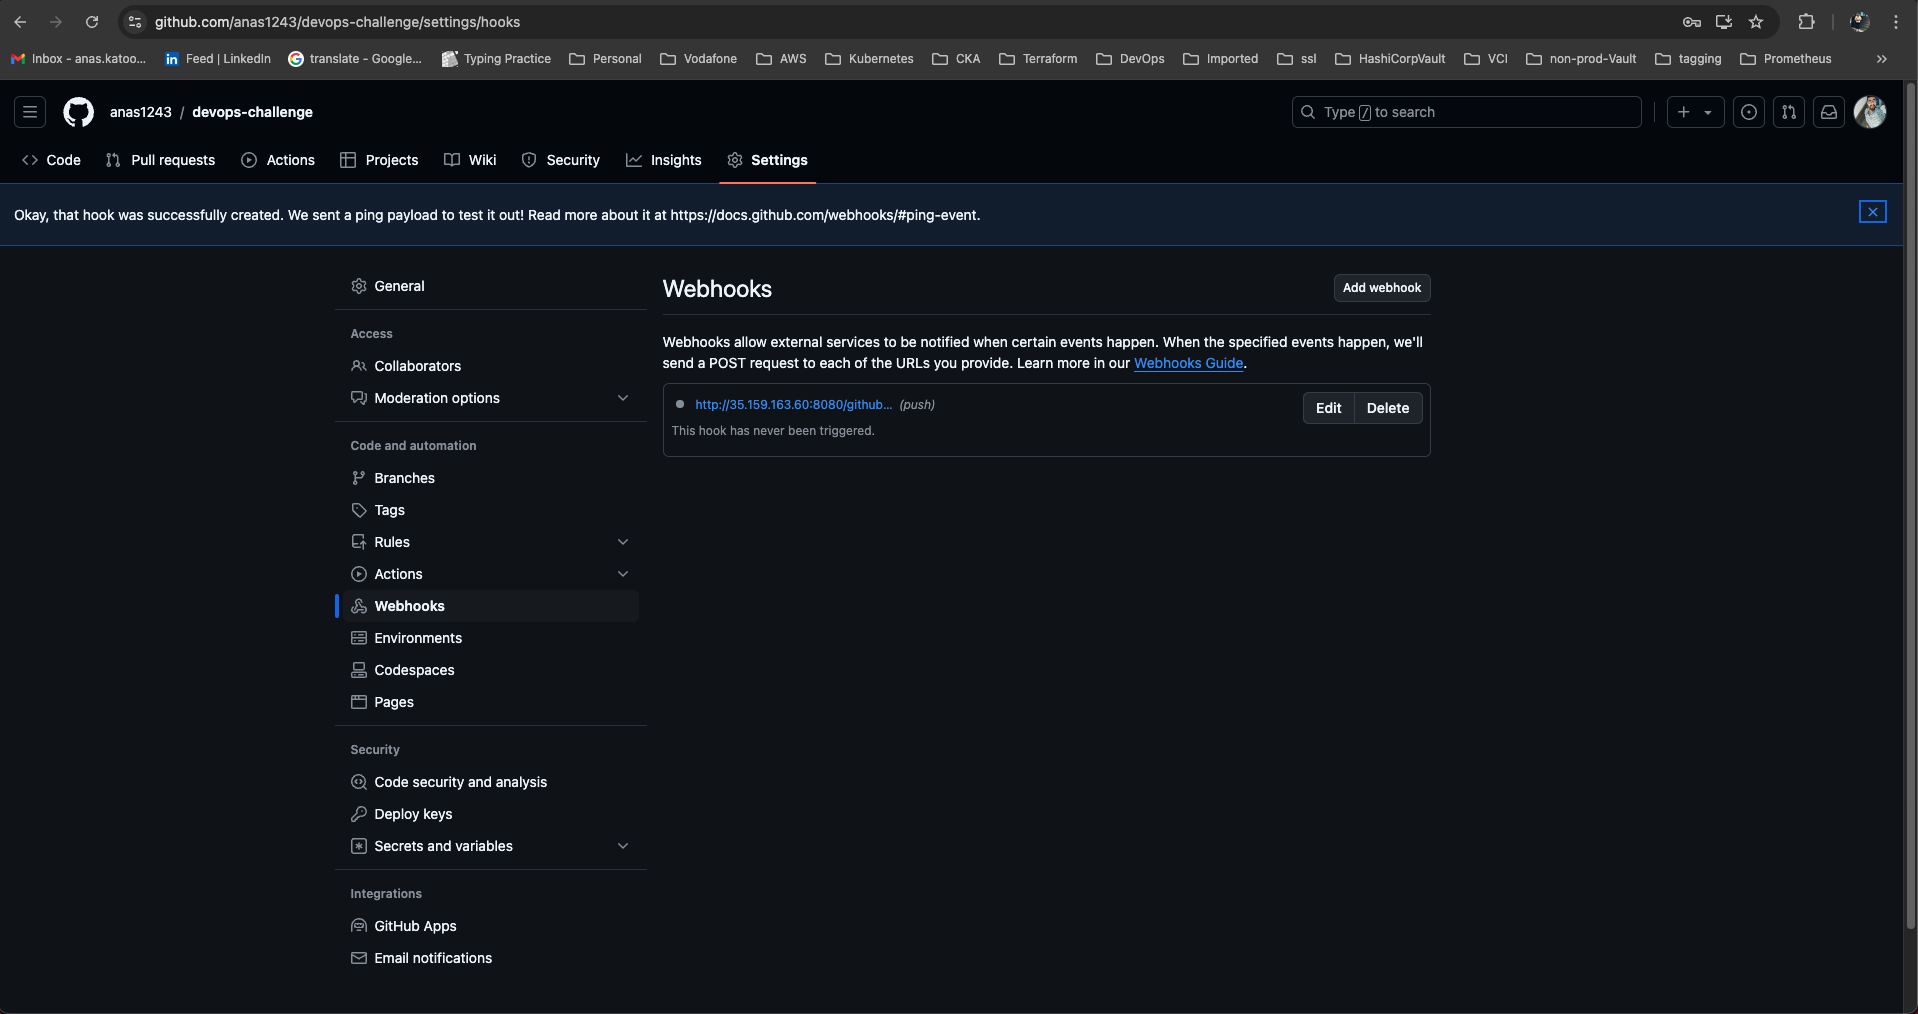 github.com/anas1243/devops-challenge/settings/hooks
Inbox - anas.katoo... Feed | LinkedIn translate - Google... Typing Practice Personal Vodafone AWS Kubernetes CKA Terraform DevOps Imported ssl HashiCorpVault VCI non-prod-Vault tagging Prometheus
anas1243 / devops-challenge
Type / to search
Code Pull requests Actions Projects Wiki Security Insights Settings
Okay, that hook was successfully created. We sent a ping payload to test it out! Read more about it at https://docs.github.com/webhooks/#ping-event.
General
Access
Collaborators
Moderation options
Code and automation
Branches
Tags
Rules
Actions
Webhooks
Environments
Codespaces
Pages
Security
Code security and analysis
Deploy keys
Secrets and variables
Integrations
GitHub Apps
Email notifications
Webhooks
Add webhook
Webhooks allow external services to be notified when certain events happen. When the specified events happen, we'll
send a POST request to each of the URLs you provide. Learn more in our Webhooks Guide.
http://35.159.163.60:8080/github... (push)
Edit Delete
This hook has never been triggered.